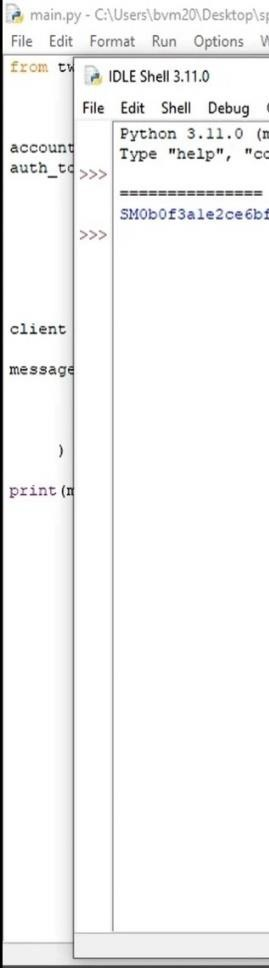 main.py - C:\Users\bvm20\Desktop\sp
File Edit Format Run Options W
from tw
account
auth_to
client
message
)
print(m
IDLE Shell 3.11.0
File Edit Shell Debug
Python 3.11.0 (m
Type "help", "co
>>>
===============
SM0b0f3a1e2ce6bf
>>>